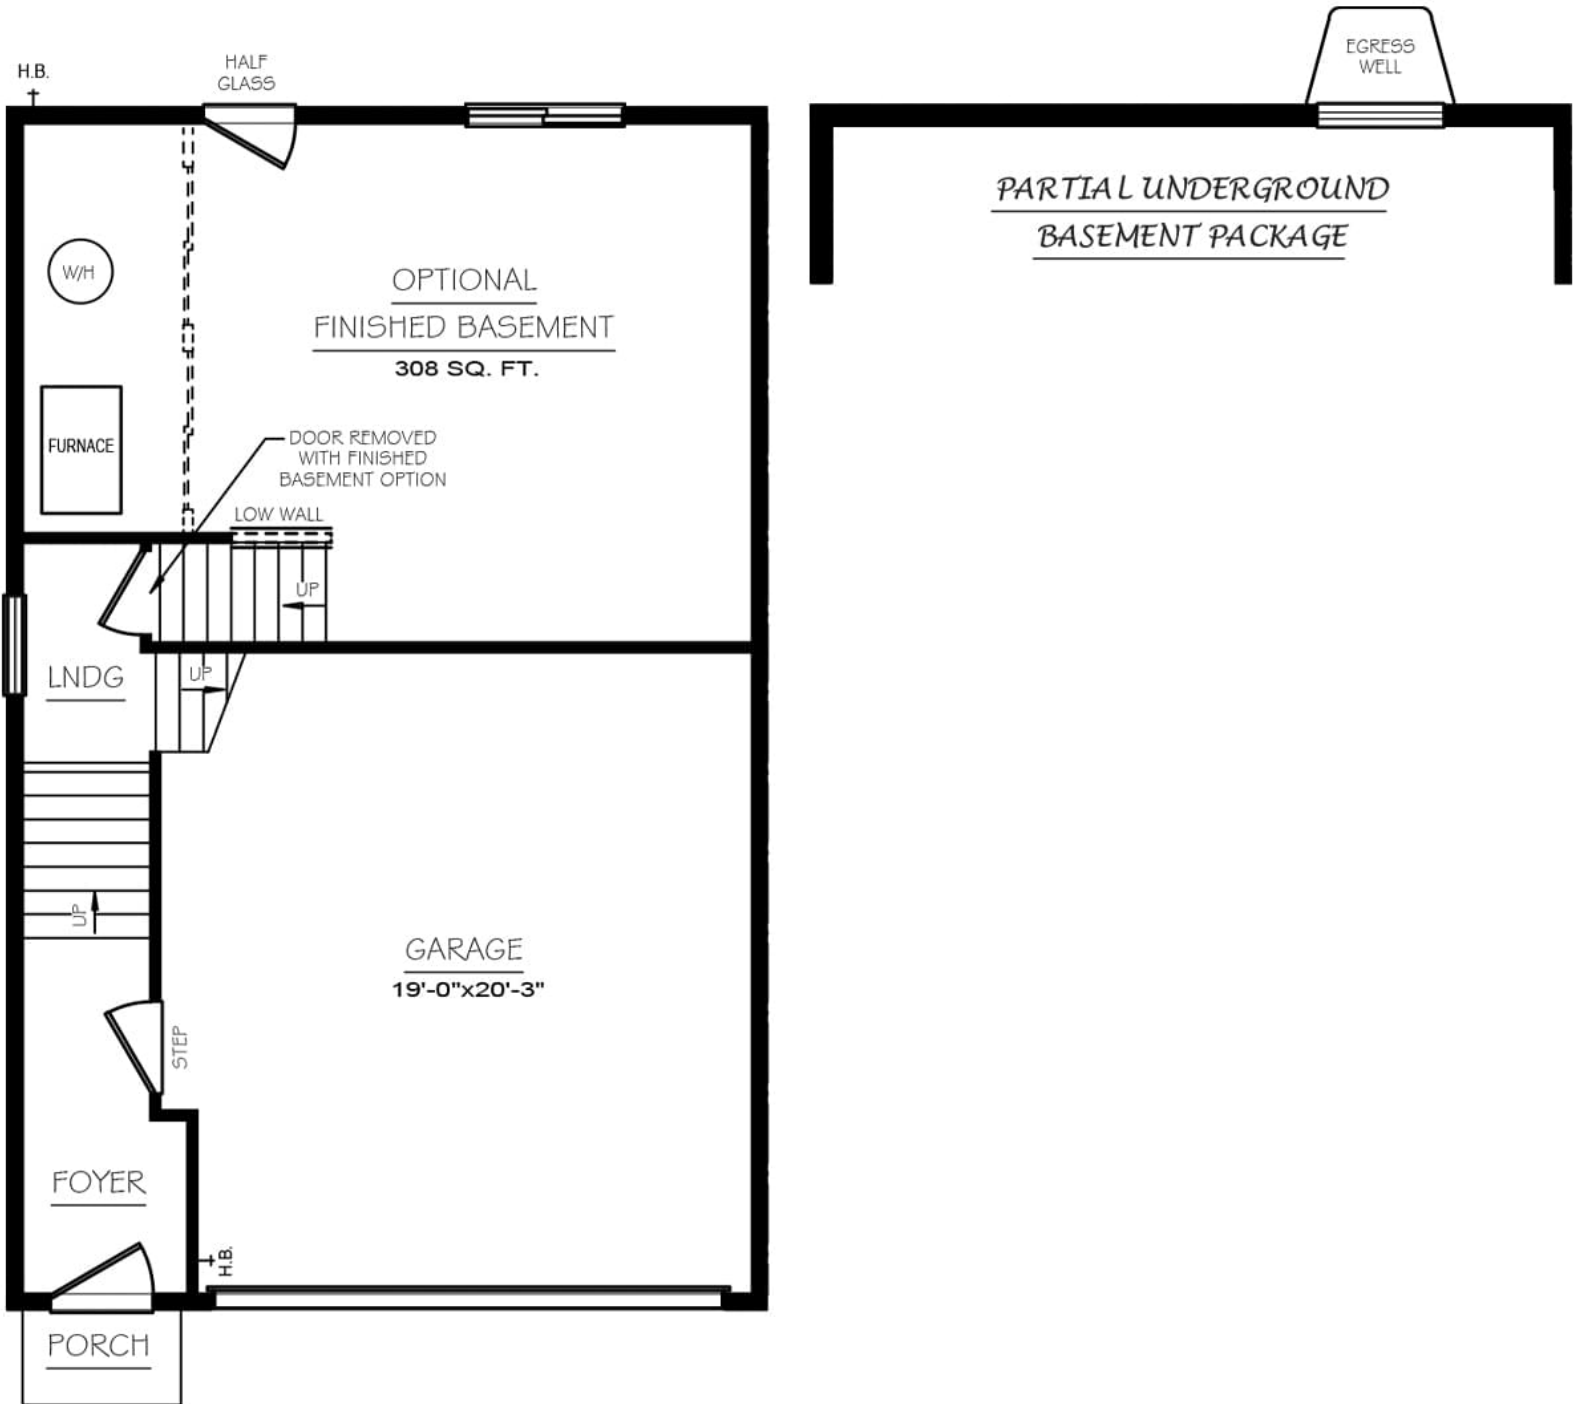 H.B.
HALF
GLASS
EGRESS
WELL
PARTIAL UNDERGROUND
BASEMENT PACKAGE
W/H
OPTIONAL
FINISHED BASEMENT
308 SQ. FT.
FURNACE
DOOR REMOVED
WITH FINISHED
BASEMENT OPTION
LOW WALL
UP
LNDG
UP
UP
GARAGE
19'-0"x20'-3"
STEP
FOYER
H.B.
PORCH